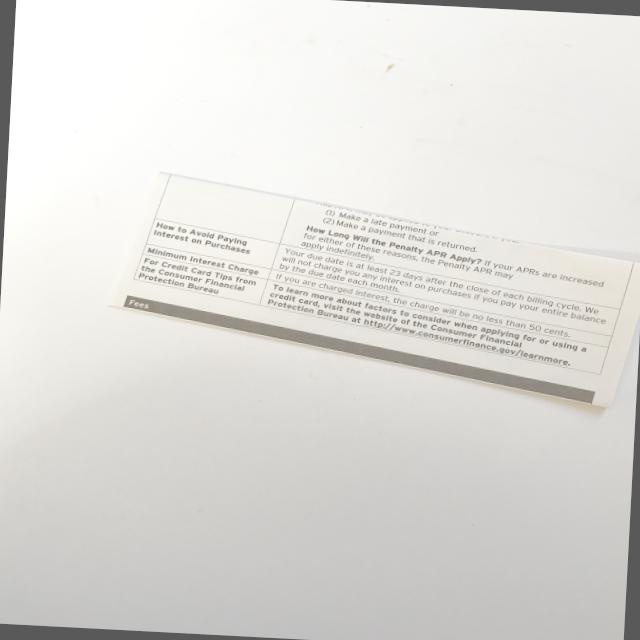 (1) Make a late payment or
(2) Make a payment that is returned.
How Long Will the Penalty APR Apply? If your APRs are increased
for either of these reasons, the Penalty APR may
apply indefinitely.
How to Avoid Paying
Interest on Purchases
Your due date is at least 23 days after the close of each billing cycle. We
will not charge you any interest on purchases if you pay your entire balance
by the due date each month.
Minimum Interest Charge
If you are charged interest, the charge will be no less than 50 cents.
For Credit Card Tips from
the Consumer Financial
Protection Bureau
To learn more about factors to consider when applying for or using a
credit card, visit the website of the Consumer Financial
Protection Bureau at http://www.consumerfinance.gov/learnmore.
Fees